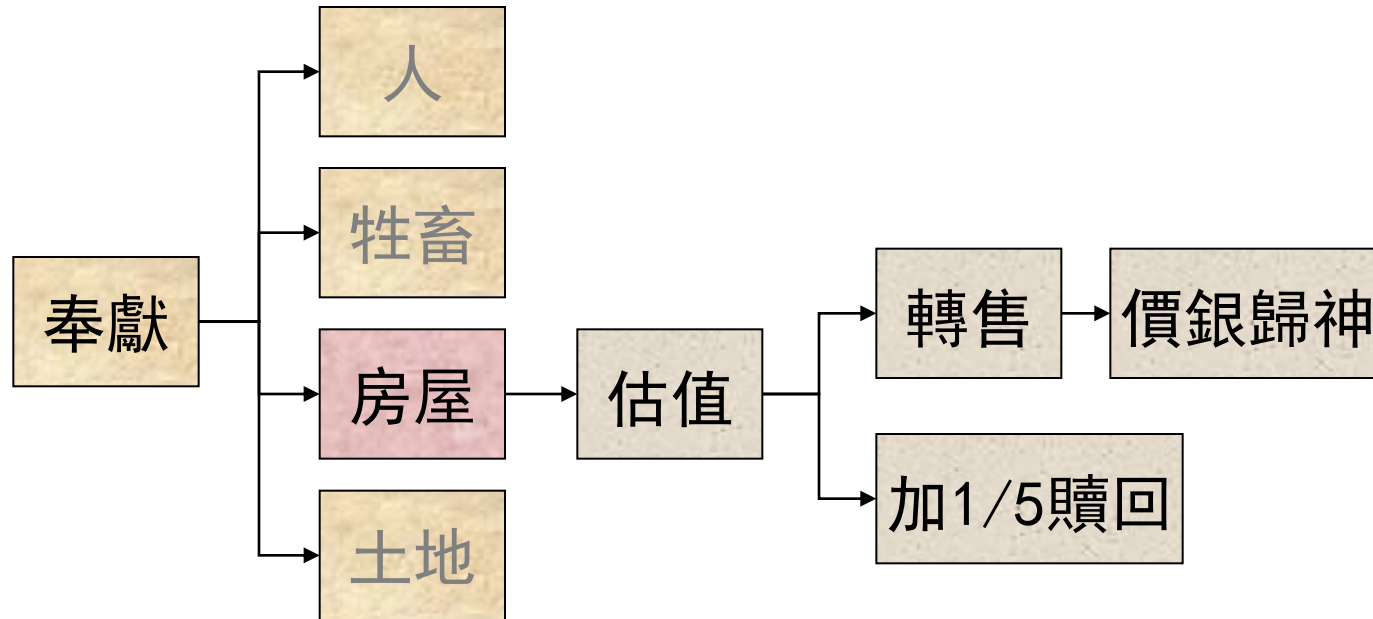 人
牲畜
奉獻
房屋
估值
轉售
價銀歸神
加1/5贖回
土地